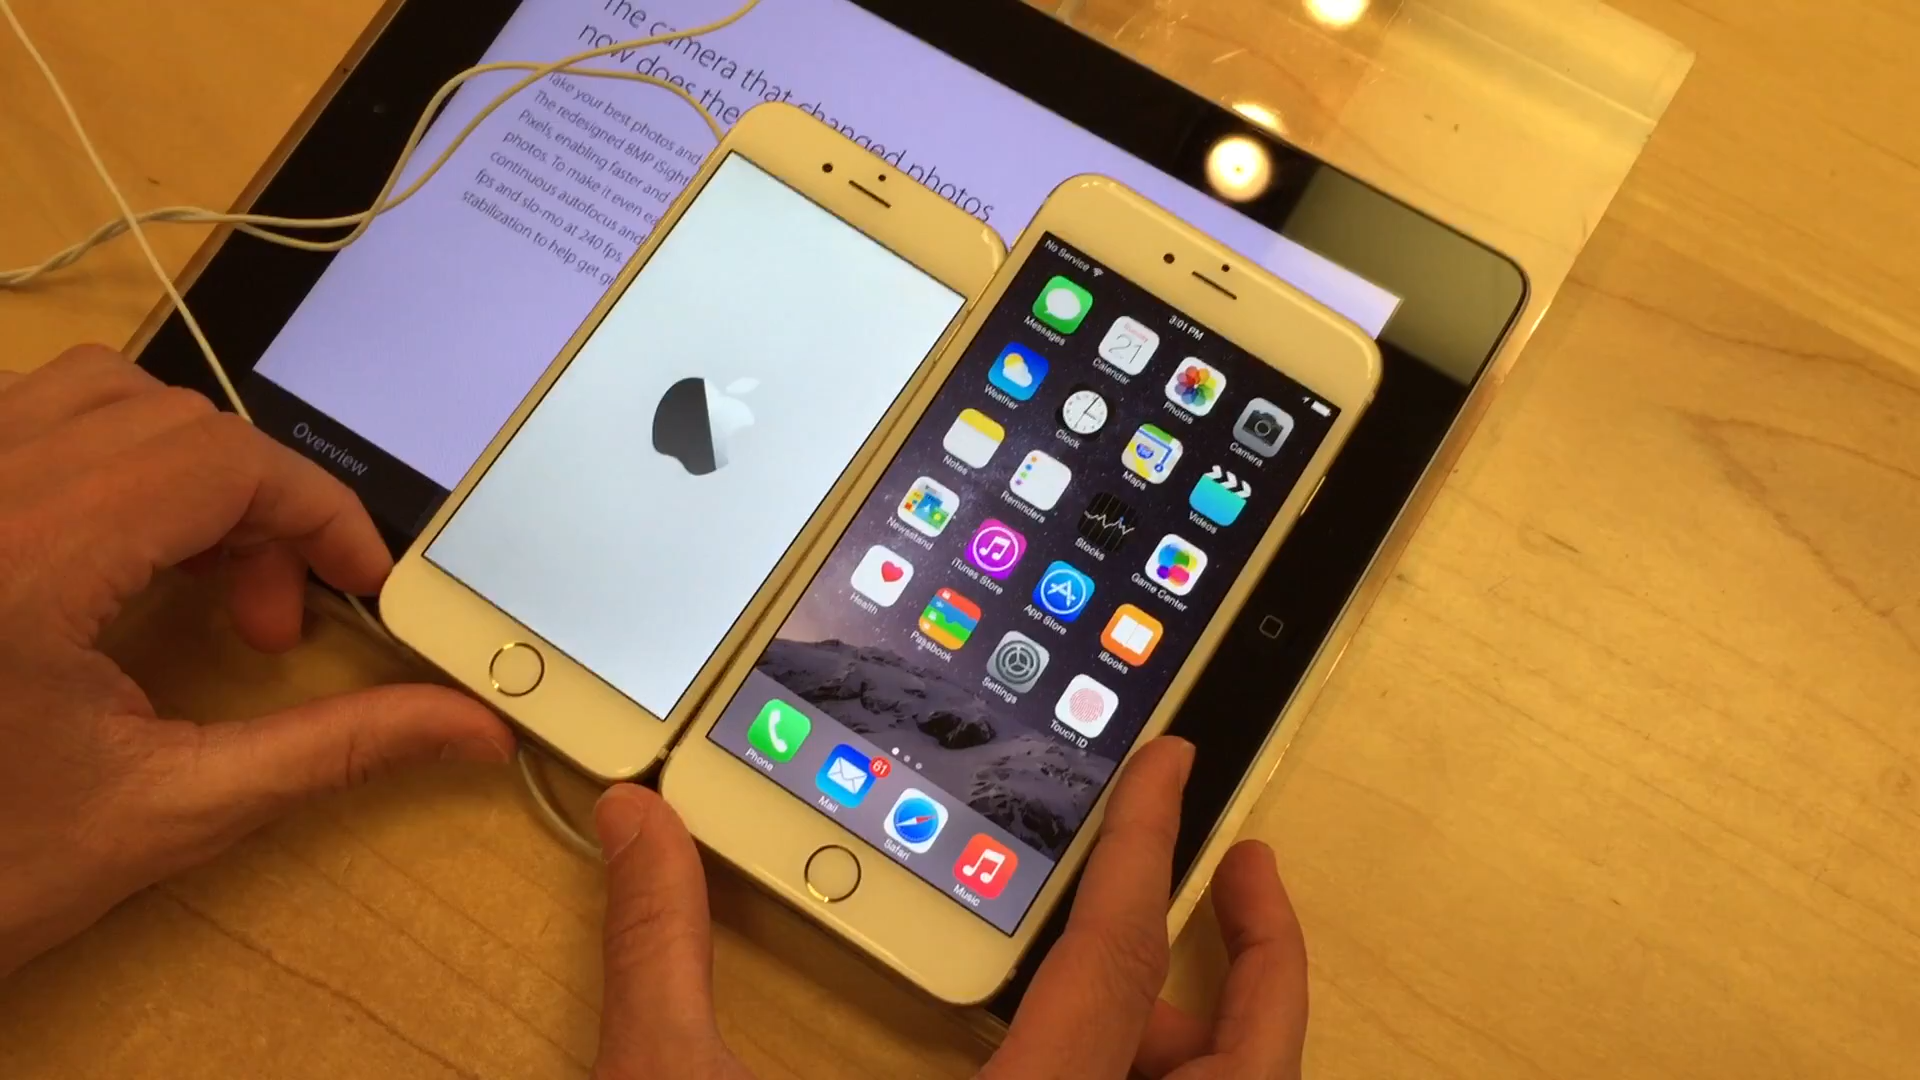 The camera that changed photos
now does the
Take your best photos and
The redesigned 8MP iSight
Pixels, enabling faster and
photos. To make it even ea
continuous autofocus and
fps and slo-mo at 240 fps.
stabilization to help get gr
Overview
No Service
3:01 PM
Messages
Sunday
21
Calendar
Photos
Camera
Weather
Clock
Maps
Videos
Notes
Reminders
Stocks
Game Center
Newsstand
iTunes Store
App Store
iBooks
Health
Passbook
Settings
Touch ID
Phone
61
Mail
Safari
Music